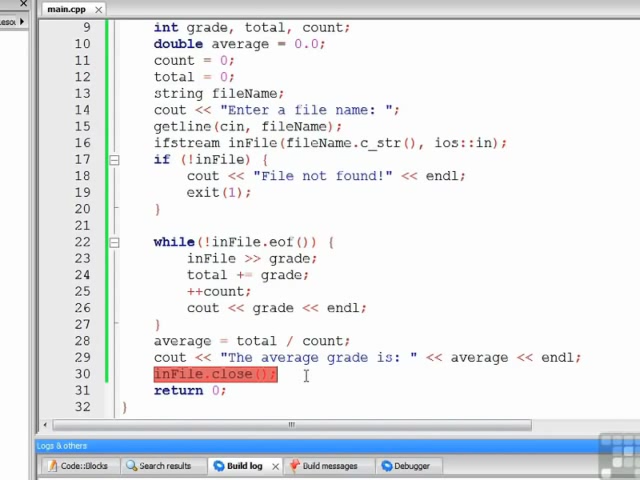 lesou
main.cpp
9 int grade, total, count;
10 double average = 0.0;
11 count = 0;
12 total = 0;
13 string fileName;
14 cout << "Enter a file name: ";
15 getline(cin, fileName);
16 ifstream inFile(fileName.c_str(), ios::in);
17 if (!inFile) {
18 cout << "File not found!" << endl;
19 exit(1);
20 }
21
22 while(!inFile.eof()) {
23 inFile >> grade;
24 total += grade;
25 ++count;
26 cout << grade << endl;
27 }
28 average = total / count;
29 cout << "The average grade is: " << average << endl;
30 inFile.close();
31 return 0;
32 }
Logs & others
Code::Blocks Search results Build log Build messages Debugger